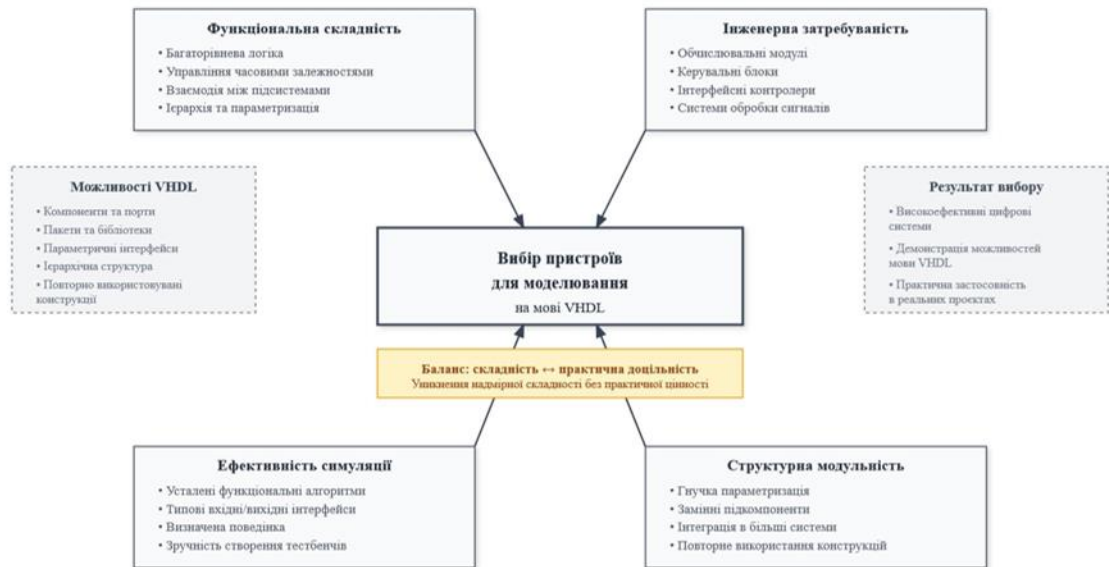 Функціональна складність
• Багаторівнева логіка
• Управління часовими залежностями
• Взаємодія між підсистемами
• Ієрархія та параметризація
Інженерна затребуваність
• Обчислювальні модулі
• Керувальні блоки
• Інтерфейсні контролери
• Системи обробки сигналів
Можливості VHDL
• Компоненти та порти
• Пакети та бібліотеки
• Параметричні інтерфейси
• Ієрархічна структура
• Повторно використовувані
конструкції
Вибір пристроїв
для моделювання
на мові VHDL
Результат вибору
• Високоефективні цифрові
системи
• Демонстрація можливостей
мови VHDL
• Практична застосовність
в реальних проєктах
Баланс: складність ↔ практична доцільність
Уникнення надмірної складності без практичної цінності
Ефективність симуляції
• Усталені функціональні алгоритми
• Типові вхідні/вихідні інтерфейси
• Визначена поведінка
• Зручність створення тестбенчів
Структурна модульність
• Гнучка параметризація
• Замінні підкомпоненти
• Інтеграція в більші системи
• Повторне використання конструкцій